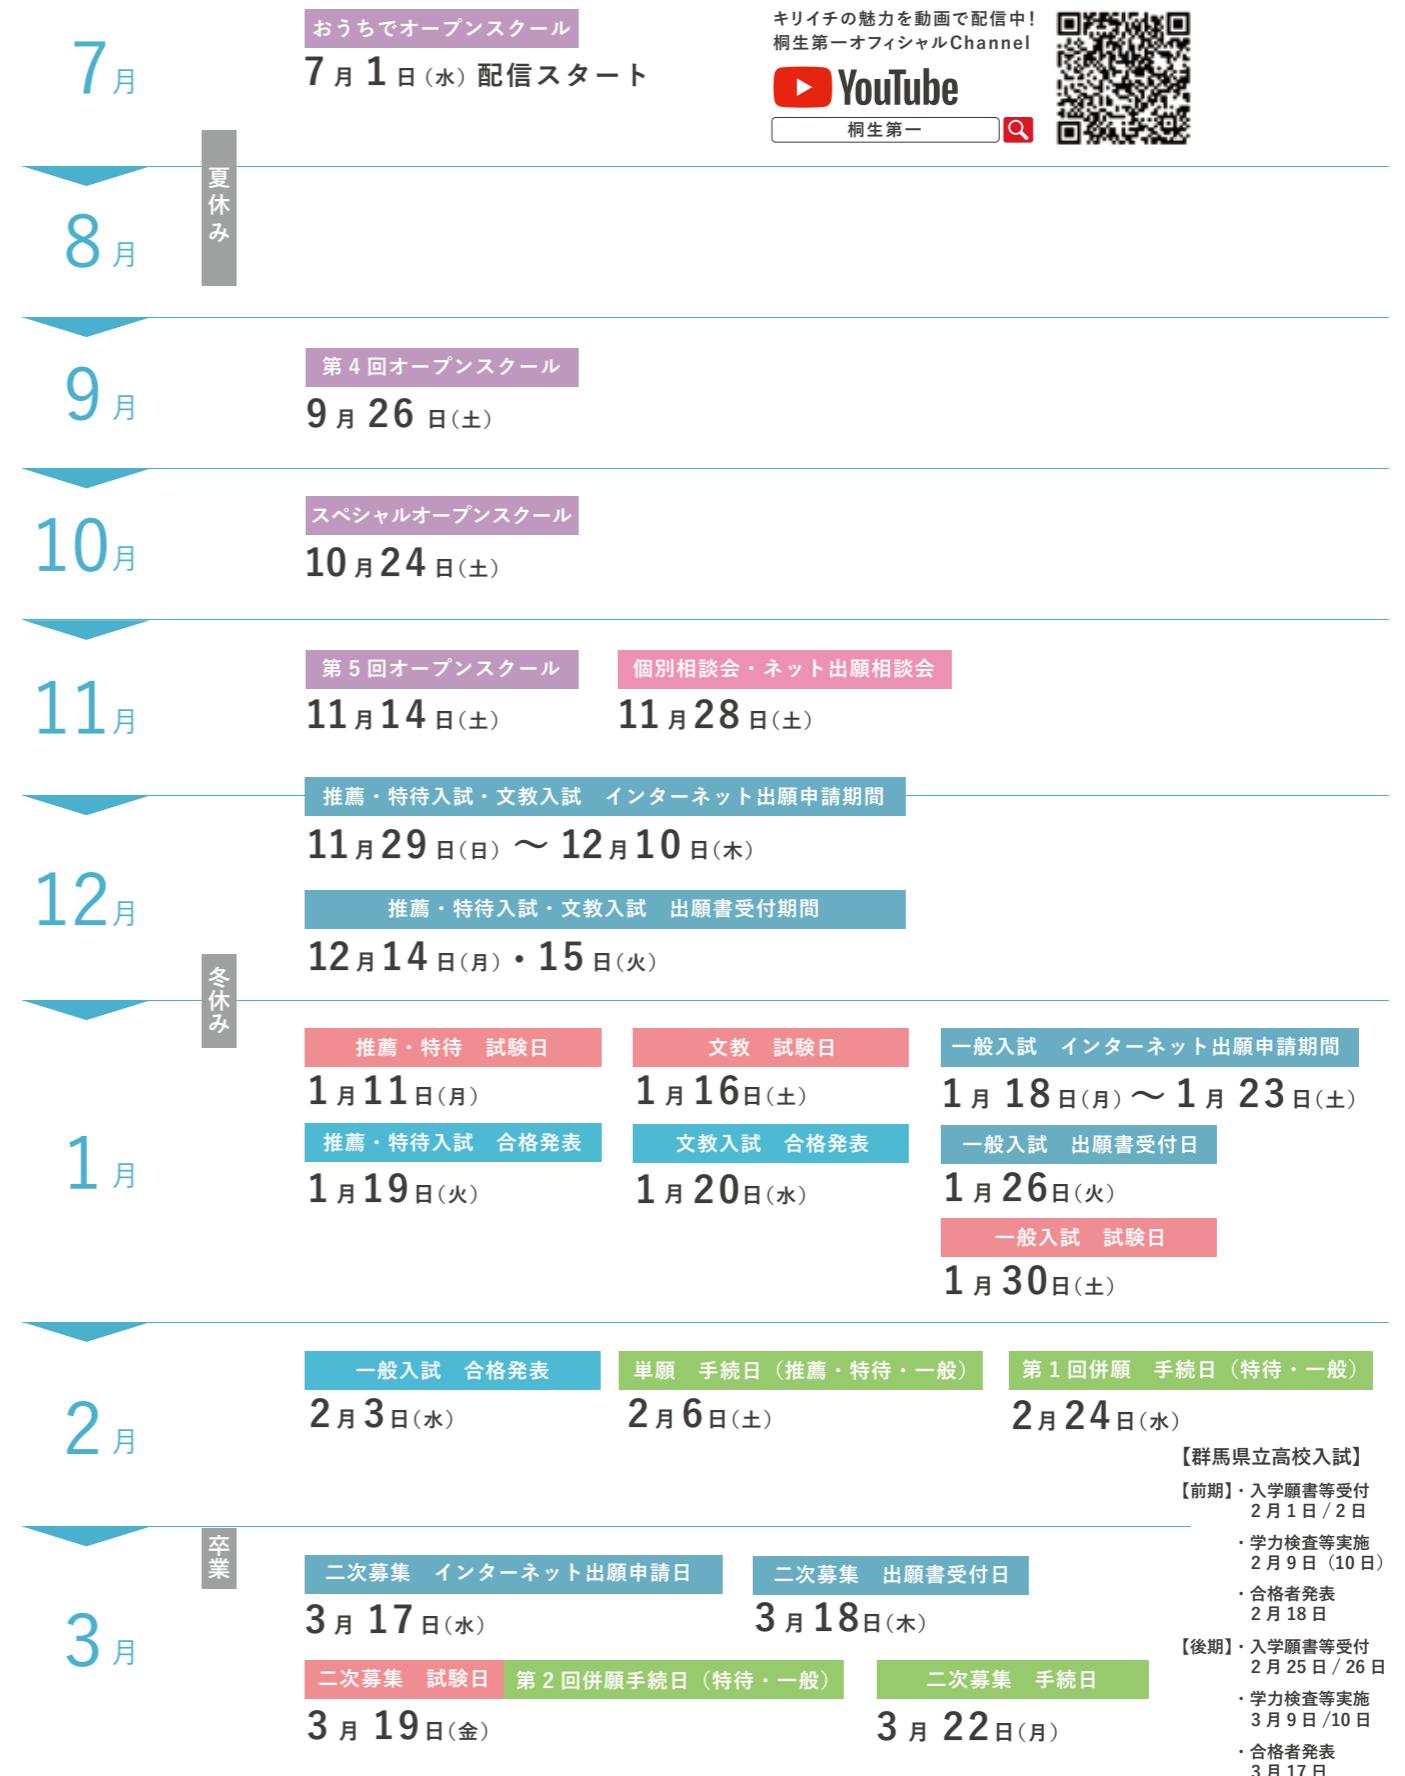 7月
おうちでオープンスクール
7月1日(水)配信スタート
キリイチの魅力を動画で配信中!
桐生第一オフィシャルChannel
YouTube
桐生第一
夏休み
8月
9月
第4回オープンスクール
9月26日(土)
10月
スペシャルオープンスクール
10月24日(土)
11月
第5回オープンスクール
11月14日(土)
個別相談会・ネット出願相談会
11月28日(土)
12月
推薦・特待入試・文教入試 インターネット出願申請期間
11月29日(日)〜12月10日(木)
推薦・特待入試・文教入試 出願書受付期間
12月14日(月)・15日(火)
冬休み
1月
推薦・特待 試験日
1月11日(月)
推薦・特待入試 合格発表
1月19日(火)
文教 試験日
1月16日(土)
文教入試 合格発表
1月20日(水)
一般入試 インターネット出願申請期間
1月18日(月)〜1月23日(土)
一般入試 出願書受付日
1月26日(火)
一般入試 試験日
1月30日(土)
2月
一般入試 合格発表
2月3日(水)
単願 手続日(推薦・特待・一般)
2月6日(土)
第1回併願 手続日(特待・一般)
2月24日(水)
卒業
3月
二次募集 インターネット出願申請日
3月17日(水)
二次募集 出願書受付日
3月18日(木)
二次募集 試験日
第2回併願手続日(特待・一般)
3月19日(金)
二次募集 手続日
3月22日(月)
【群馬県立高校入試】
【前期】・入学願書等受付
2月1日/2日
・学力検査等実施
2月9日(10日)
・合格者発表
2月18日
【後期】・入学願書等受付
2月25日/26日
・学力検査等実施
3月9日/10日
・合格者発表
3月17日